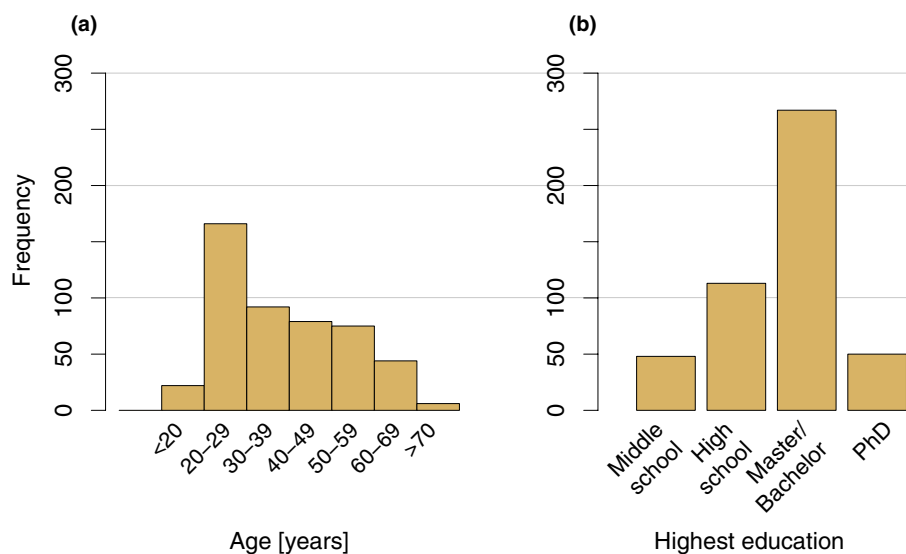 (a)
Frequency
300
200
100
50
0
<20
20–29
30–39
40–49
50–59
60–69
>70
Age [years]
(b)
300
200
100
50
0
Middle
school
High
school
Master/
Bachelor
PhD
Highest education